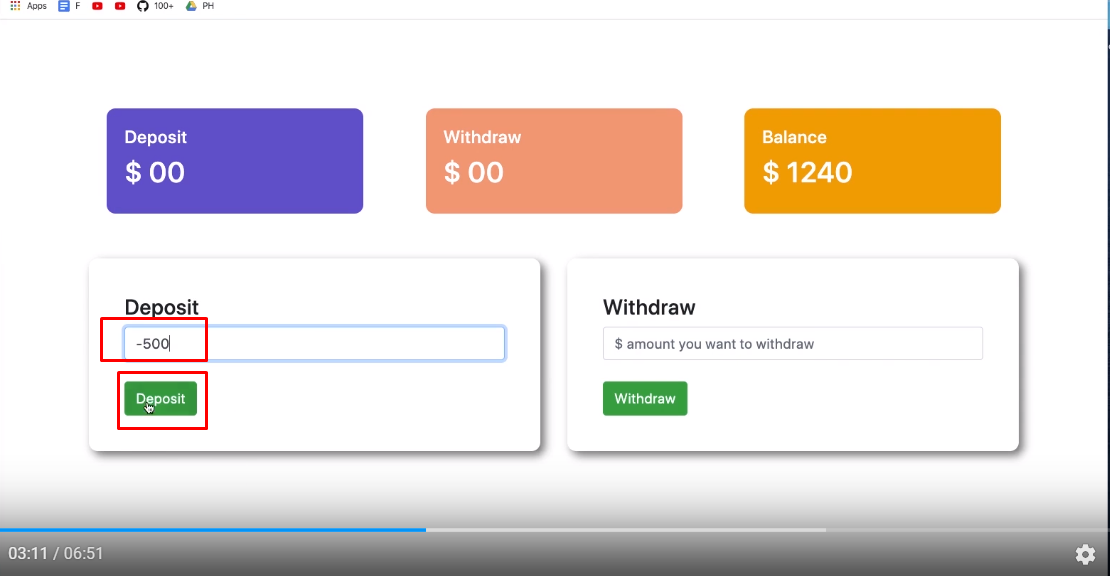 Apps F 100+ PH
Deposit
$ 00
Withdraw
$ 00
Balance
$ 1240
Deposit
-500
Deposit
Withdraw
$ amount you want to withdraw
Withdraw
03:11 / 06:51